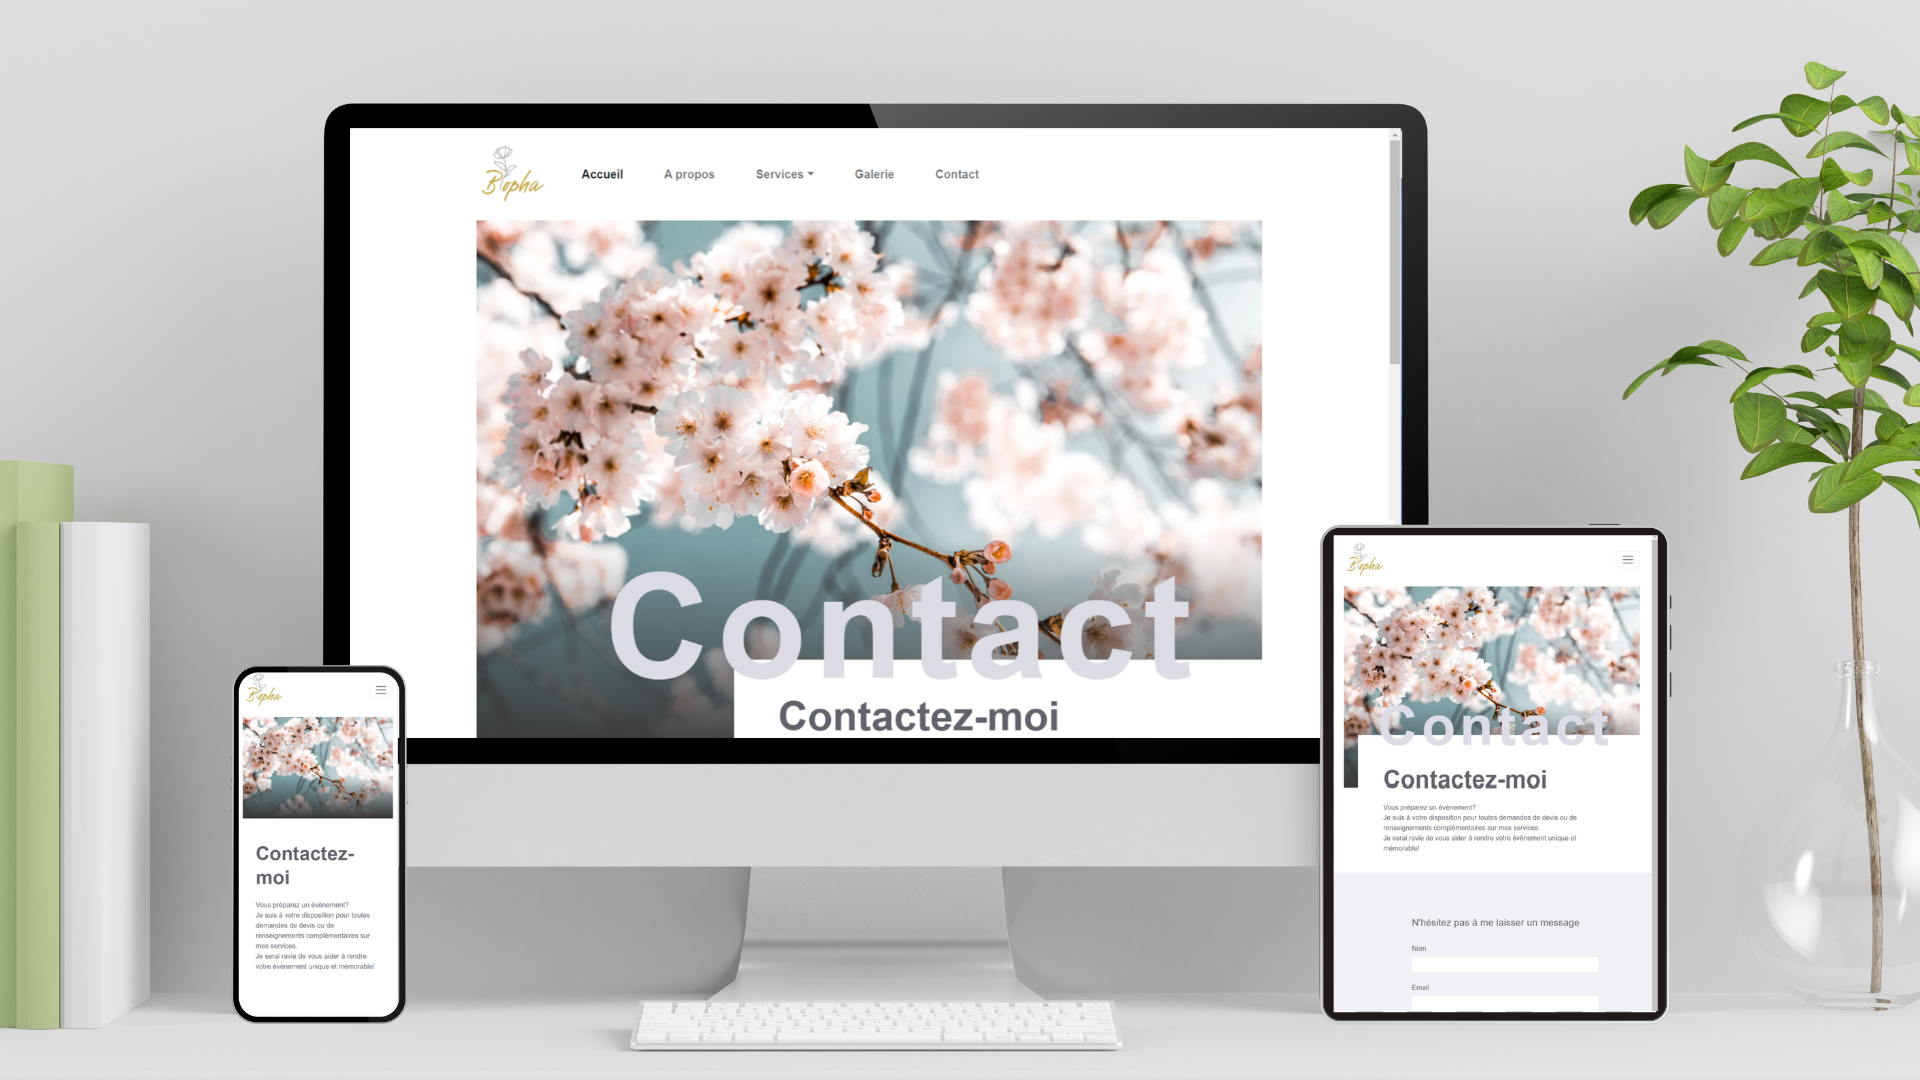 Bopha
Accueil
A propos
Services
Galerie
Contact
Contact
Contactez-moi
Bopha
Contactez-
moi
Vous préparez un évènement?
Je suis à votre disposition pour toutes
demandes de devis ou de
renseignements complémentaires sur
mes services.
Je serai ravie de vous aider à rendre
votre évènement unique et mémorable!
Bopha
Contact
Contactez-moi
Vous préparez un évènement?
Je suis à votre disposition pour toutes demandes de devis ou de
renseignements complémentaires sur mes services.
Je serai ravie de vous aider à rendre votre évènement unique et
mémorable!
N'hésitez pas à me laisser un message
Nom
Email